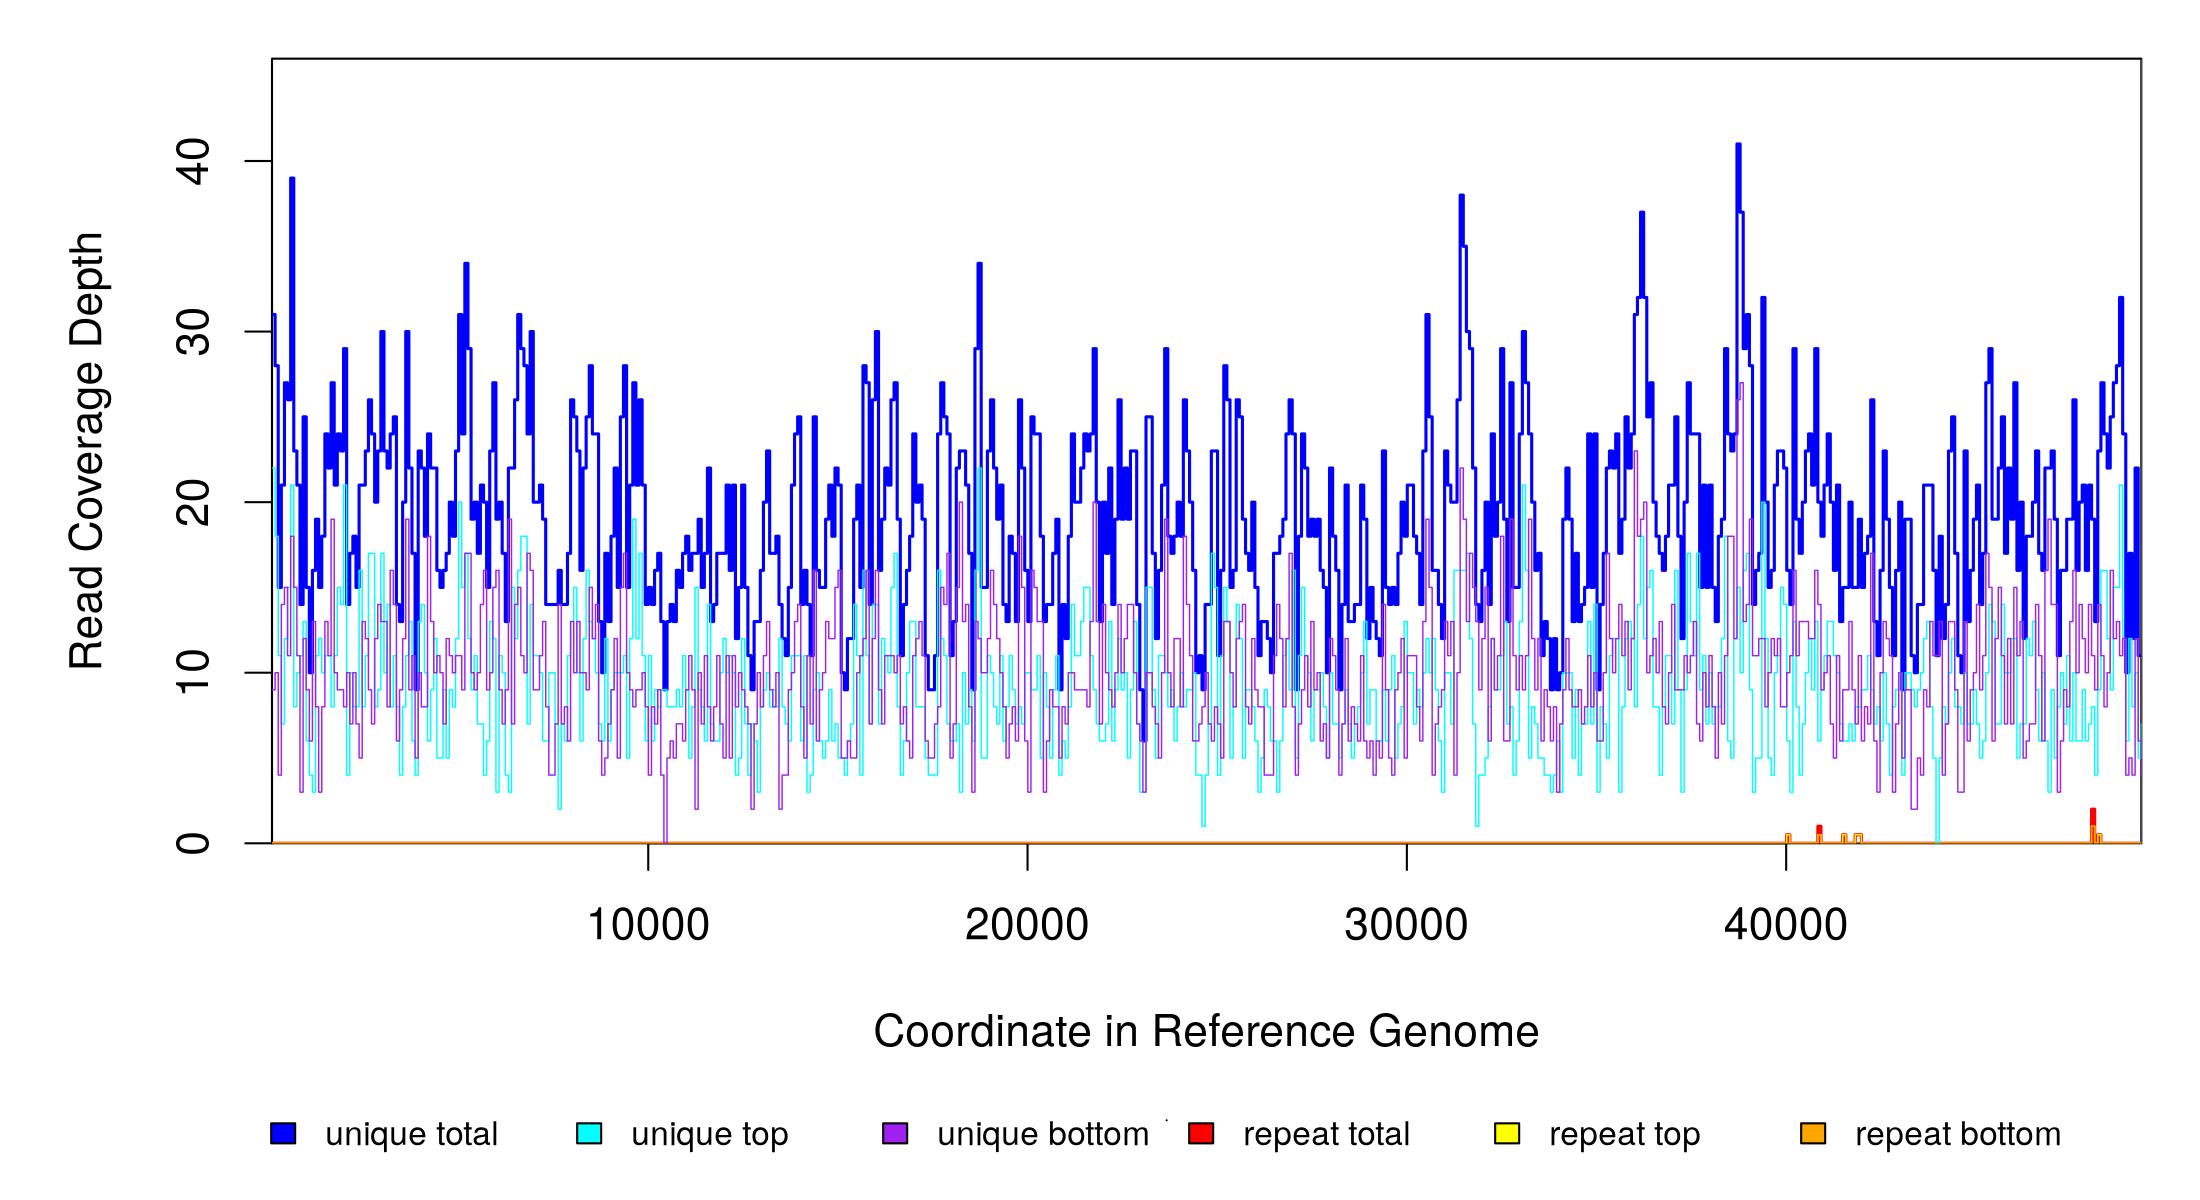 Read Coverage Depth
40
30
20
10
0
10000 20000 30000 40000
Coordinate in Reference Genome
unique total unique top unique bottom repeat total repeat top repeat bottom